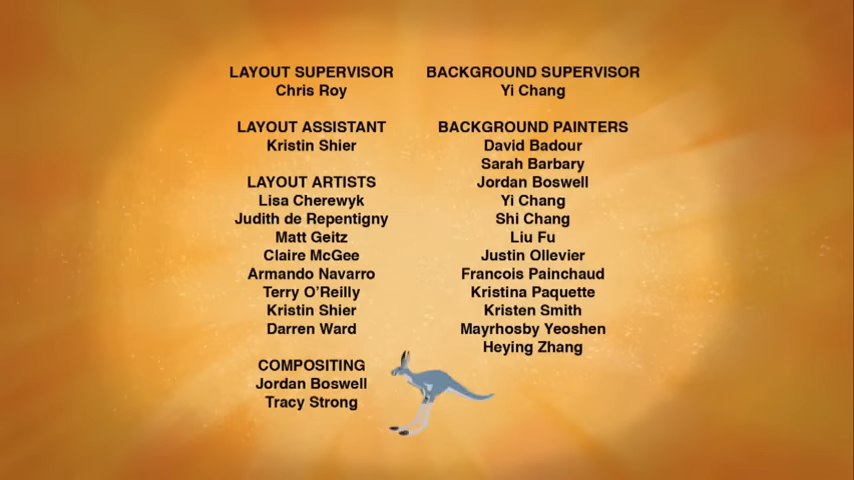 LAYOUT SUPERVISOR
Chris Roy
LAYOUT ASSISTANT
Kristin Shier
LAYOUT ARTISTS
Lisa Cherewyk
Judith de Repentigny
Matt Geitz
Claire McGee
Armando Navarro
Terry O'Reilly
Kristin Shier
Darren Ward
COMPOSITING
Jordan Boswell
Tracy Strong
BACKGROUND SUPERVISOR
Yi Chang
BACKGROUND PAINTERS
David Badour
Sarah Barbary
Jordan Boswell
Yi Chang
Shi Chang
Liu Fu
Justin Ollevier
Francois Painchaud
Kristina Paquette
Kristen Smith
Mayrhosby Yeoshen
Heying Zhang